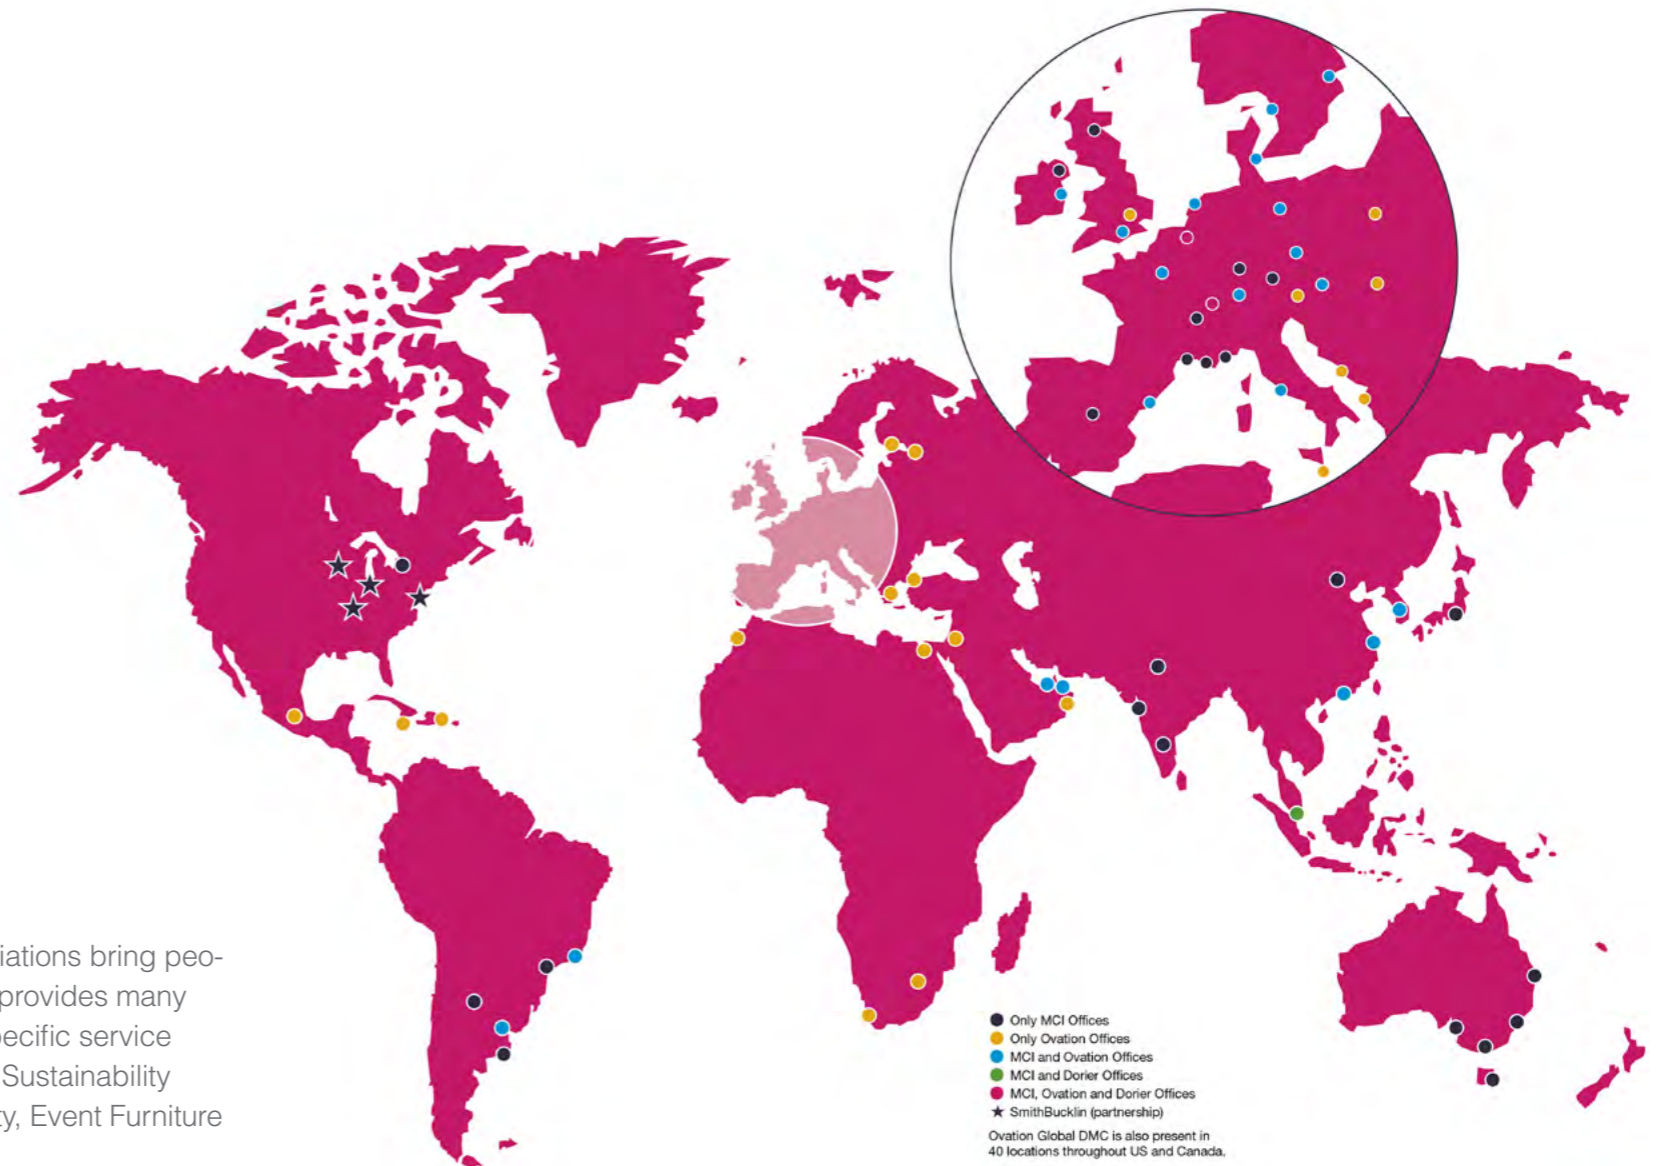 iations bring peo-
provides many
ecific service
Sustainability
ty, Event Furniture
Only MCI Offices
Only Ovation Offices
MCI and Ovation Offices
MCI and Dorier Offices
MCI, Ovation and Dorier Offices
SmithBucklin (partnership)
Ovation Global DMC is also present in
40 locations throughout US and Canada.